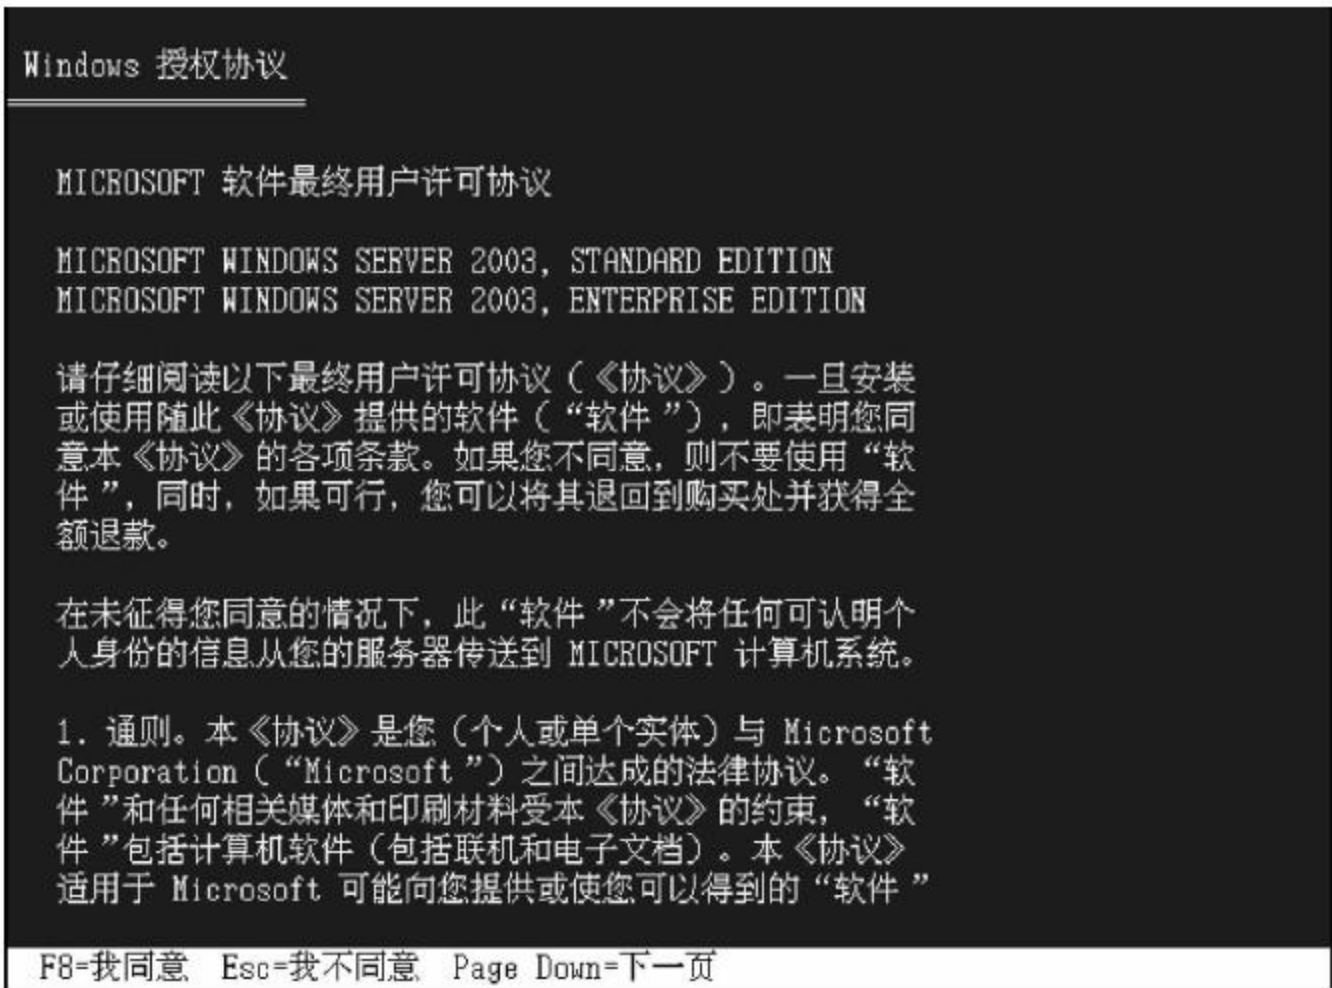 Windows 授权协议
MICROSOFT 软件最终用户许可协议
MICROSOFT WINDOWS SERVER 2003, STANDARD EDITION
MICROSOFT WINDOWS SERVER 2003, ENTERPRISE EDITION
请仔细阅读以下最终用户许可协议（《协议》）。一旦安装
或使用随此《协议》提供的软件（“软件”），即表明您同
意本《协议》的各项条款。如果您不同意，则不要使用“软
件”，同时，如果可行，您可以将其退回到购买处并获得全
额退款。
在未征得您同意的情况下，此“软件”不会将任何可认明个
人身份的信息从您的服务器传送到 MICROSOFT 计算机系统。
1. 通则。本《协议》是您（个人或单个实体）与 Microsoft
Corporation（“Microsoft”）之间达成的法律协议。“软
件”和任何相关媒体和印刷材料受本《协议》的约束，“软
件”包括计算机软件（包括联机和电子文档）。本《协议》
适用于 Microsoft 可能向您提供或使您可以得到的“软件”
F8=我同意 Esc=我不同意 Page Down=下一页